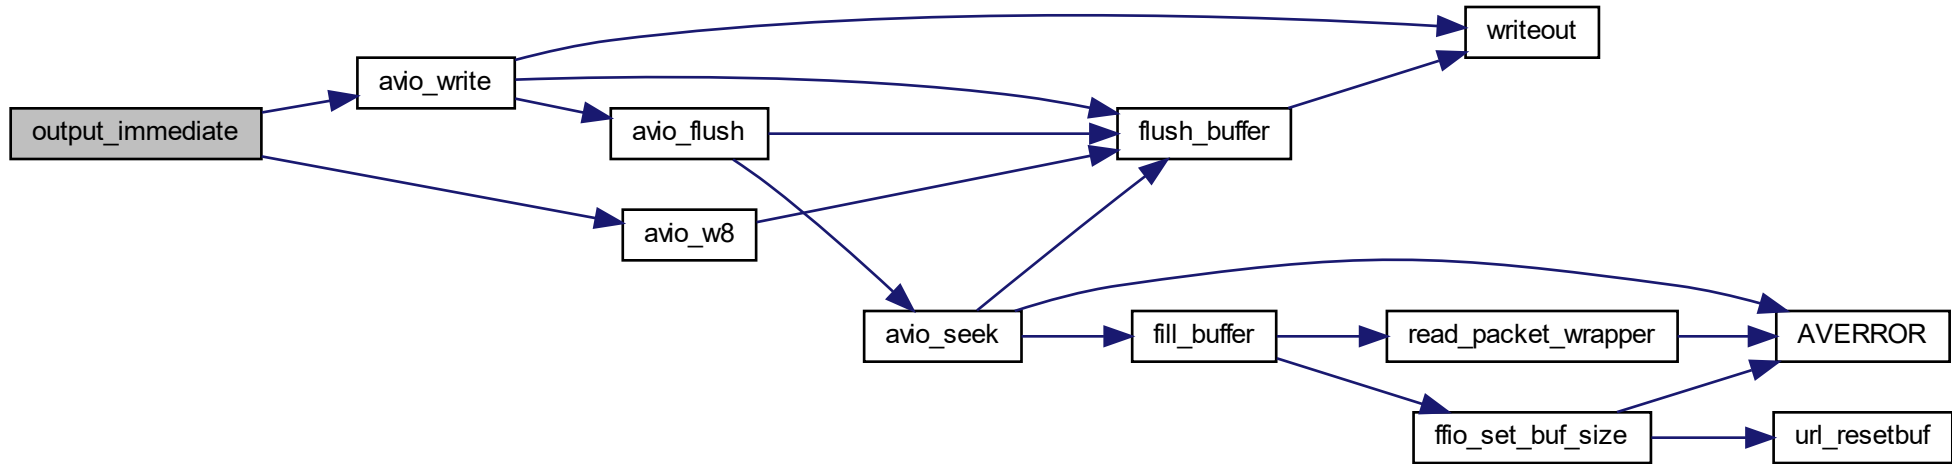 writeout
avio_write
output_immediate
avio_flush
flush_buffer
avio_w8
avio_seek
fill_buffer
read_packet_wrapper
AVERROR
ffio_set_buf_size
url_resetbuf